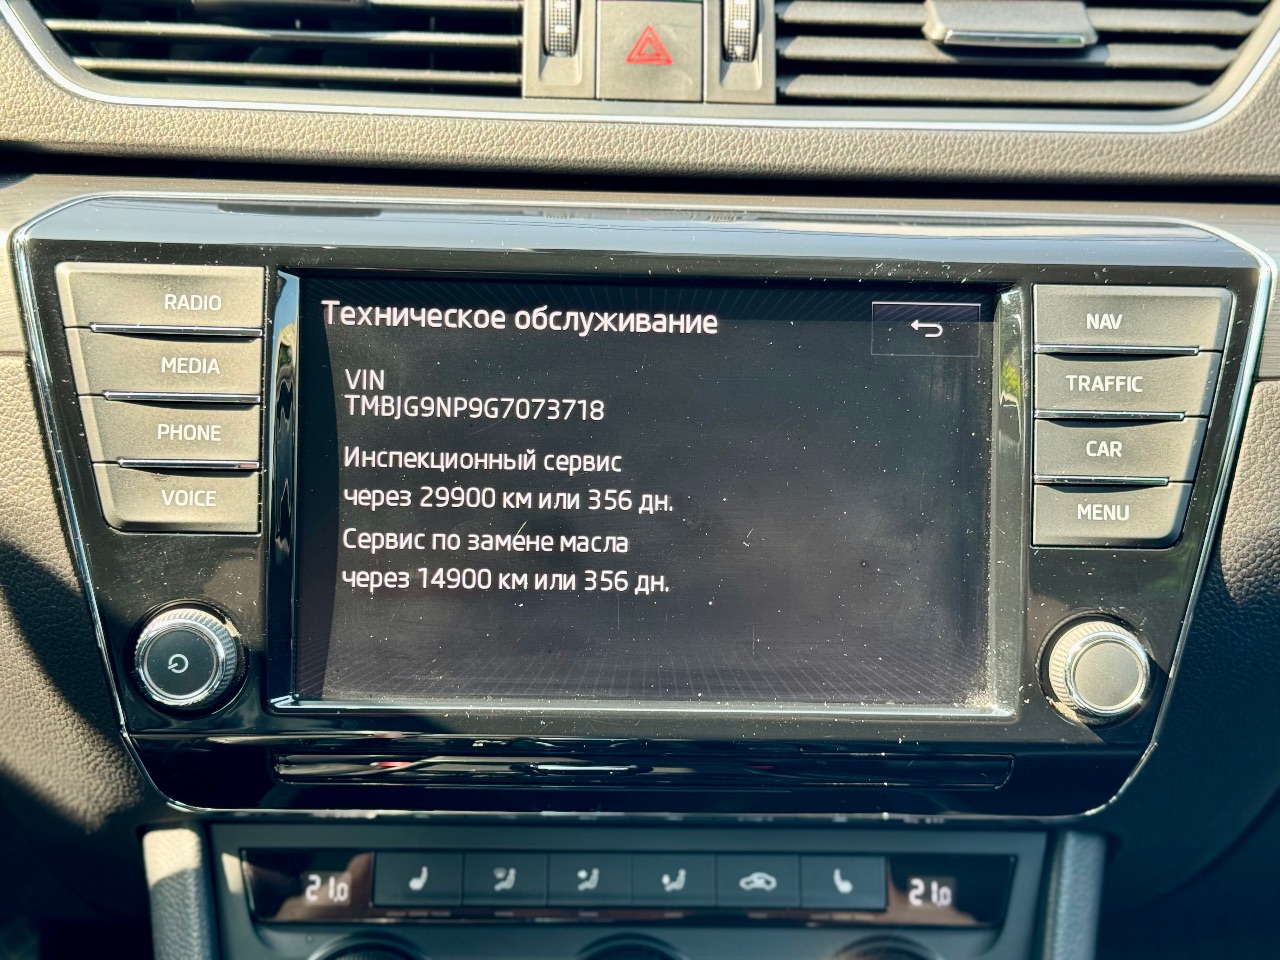 RADIO
MEDIA
PHONE
VOICE
Техническое обслуживание
VIN
TMBJG9NP9G7073718
Инспекционный сервис
через 29900 км или 356 дн.
Сервис по замене масла
через 14900 км или 356 дн.
NAV
TRAFFIC
CAR
MENU
21.0
21.0